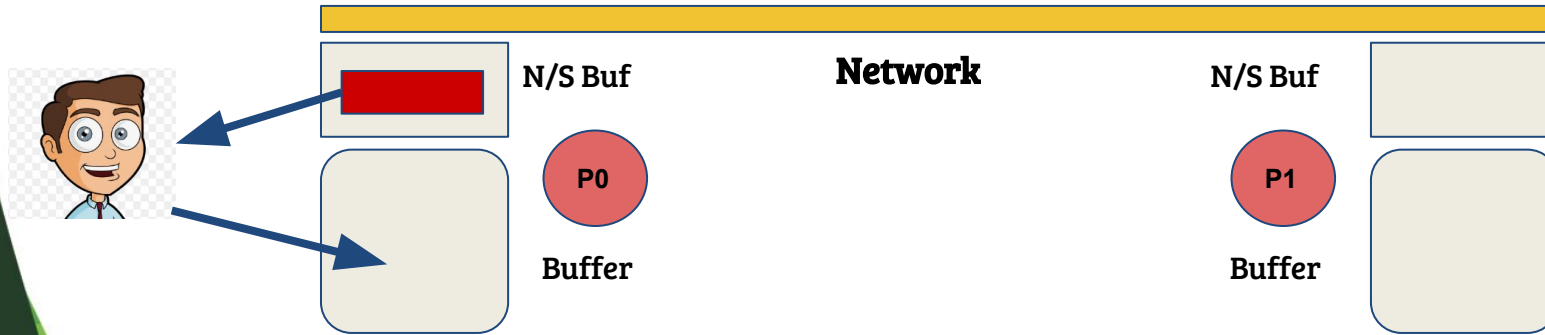 Network
N/S Buf
N/S Buf
P0
P1
Buffer
Buffer